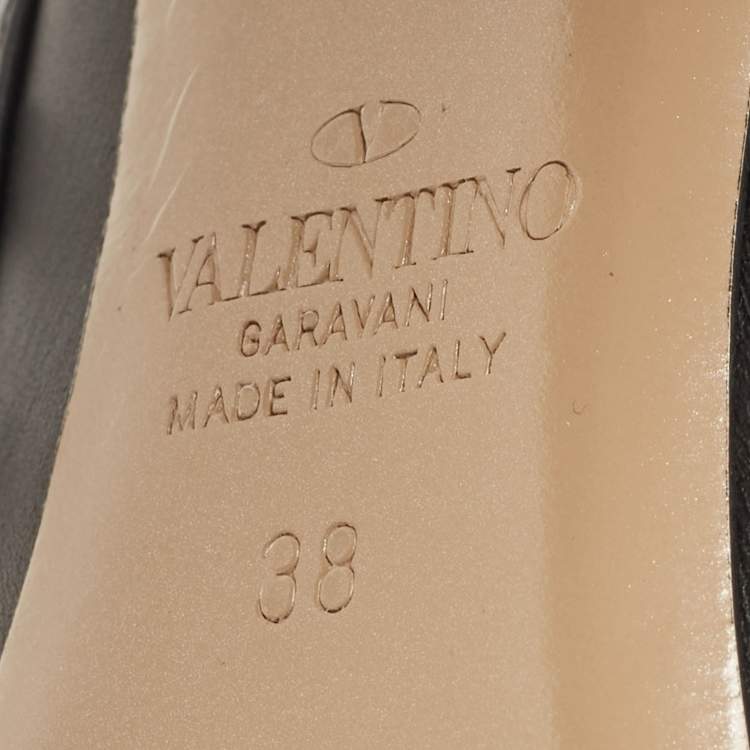 VALENTINO
GARAVANI
MADE IN ITALY
38